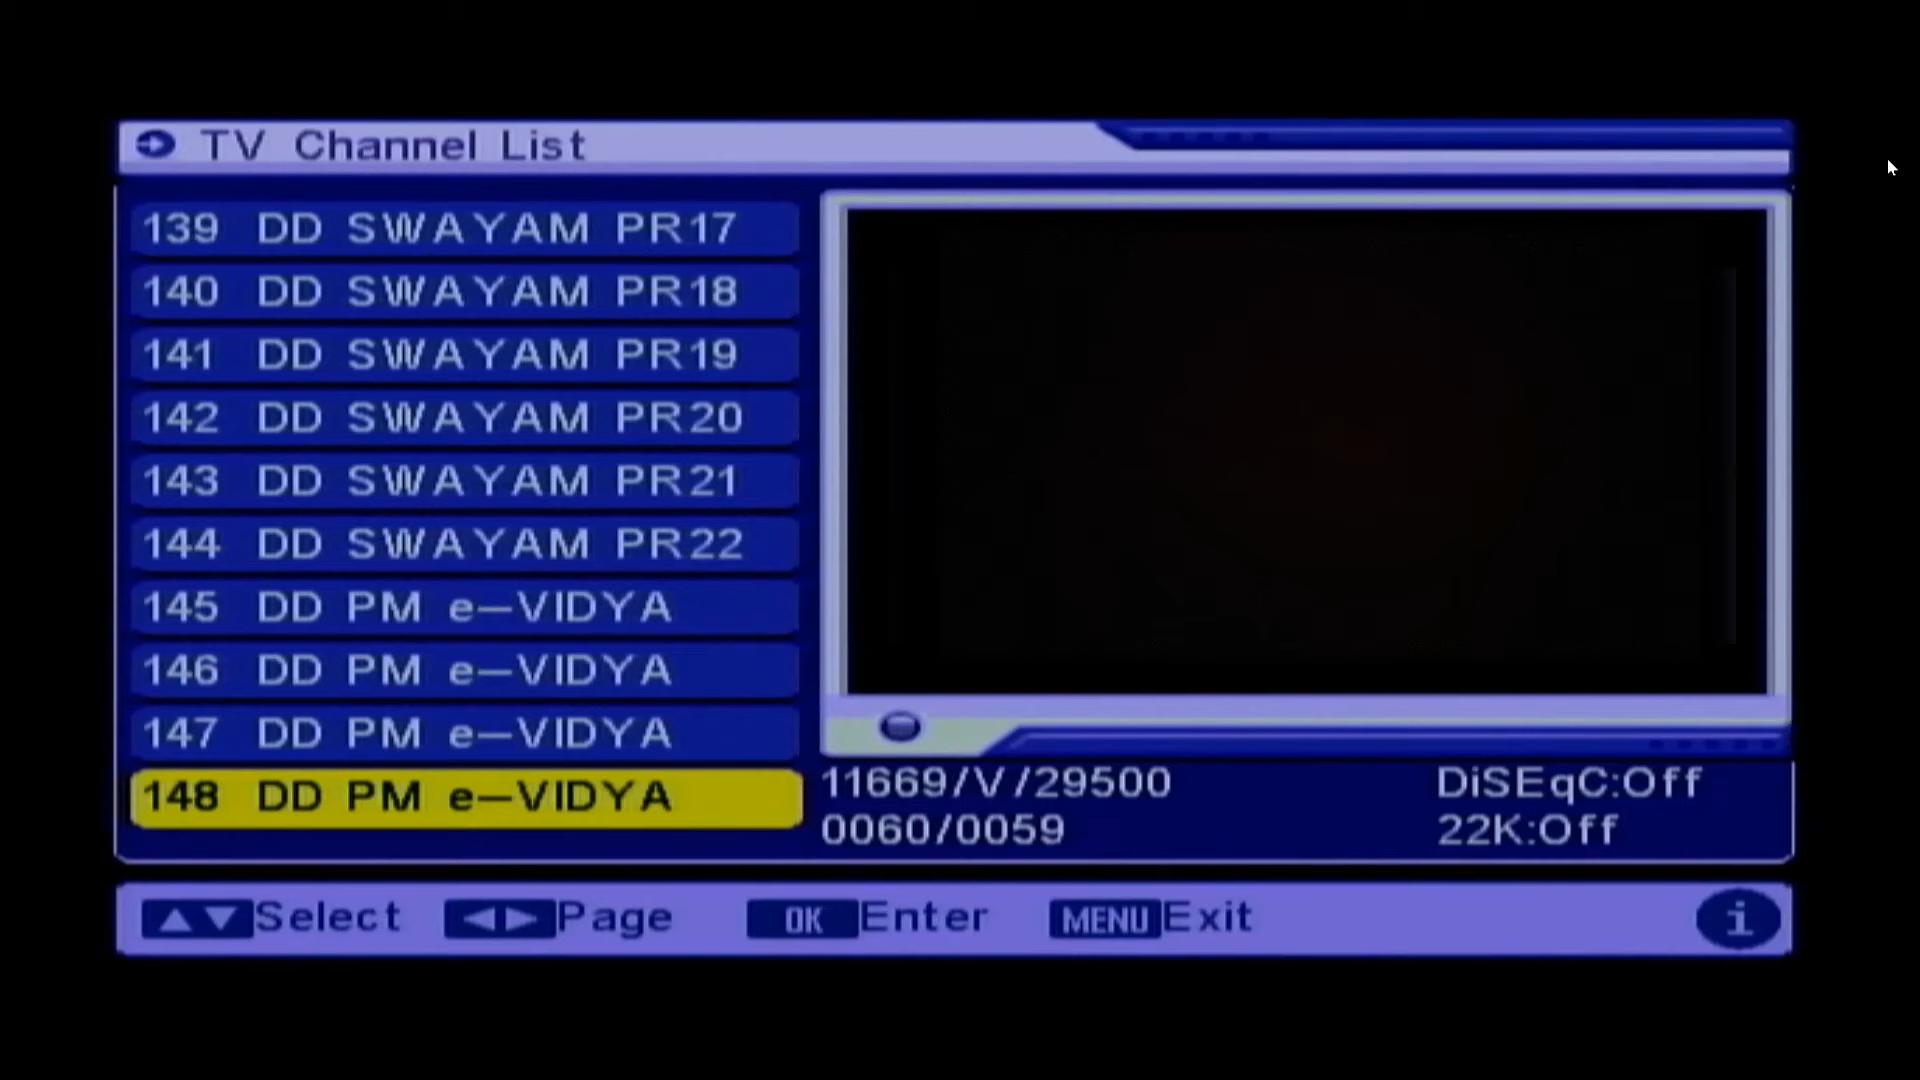 TV Channel List
139 DD SWAYAM PR17
140 DD SWAYAM PR18
141 DD SWAYAM PR19
142 DD SWAYAM PR20
143 DD SWAYAM PR21
144 DD SWAYAM PR22
145 DD PM e–VIDYA
146 DD PM e–VIDYA
147 DD PM e–VIDYA
148 DD PM e–VIDYA
11669/V/29500 DiSEqC:Off
0060/0059 22K:Off
Select Page OK Enter MENU Exit i